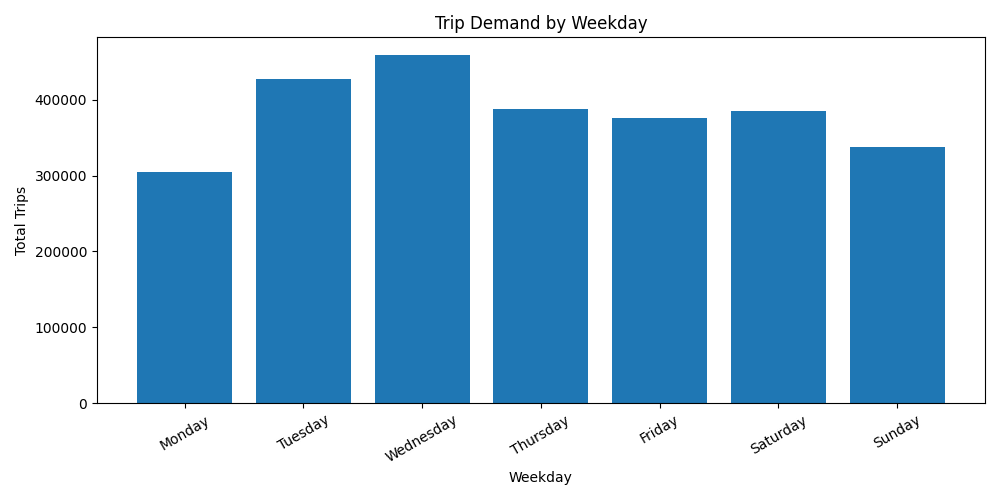 Trip Demand by Weekday
Total Trips
400000
300000
200000
100000
0
Monday
Tuesday
Wednesday
Thursday
Friday
Saturday
Sunday
Weekday